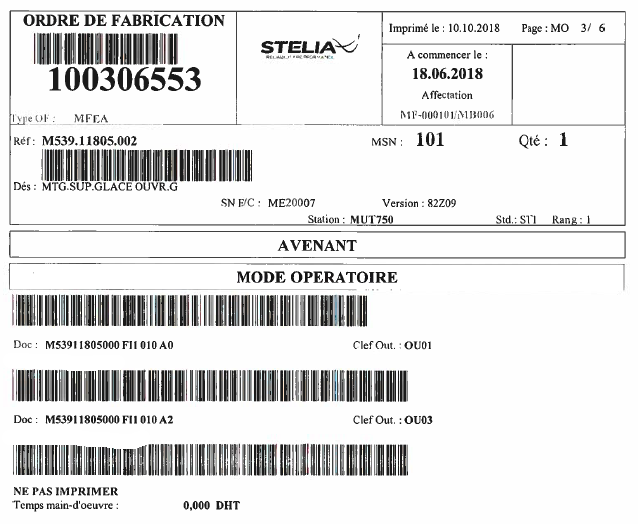 ORDRE DE FABRICATION
100306553
Type OF : MFEA
STELIA
Imprimé le : 10.10.2018 Page : MO 3/ 6
A commencer le :
18.06.2018
Affectation
MF-000101/MB006
Réf : M539.11805.002 MSN : 101 Qté : 1
Dés : MTG.SUP.GLACE OUVR.G
SN F/C : ME20007 Version : 82Z09
Station : MUT750 Std.: ST1 Rang : 1
AVENANT
MODE OPERATOIRE
Doc : M53911805000 FI1 010 A0 Clef Out. : OU01
Doc : M53911805000 FI1 010 A2 Clef Out. : OU03
NE PAS IMPRIMER
Temps main-d'oeuvre : 0,000 DHT